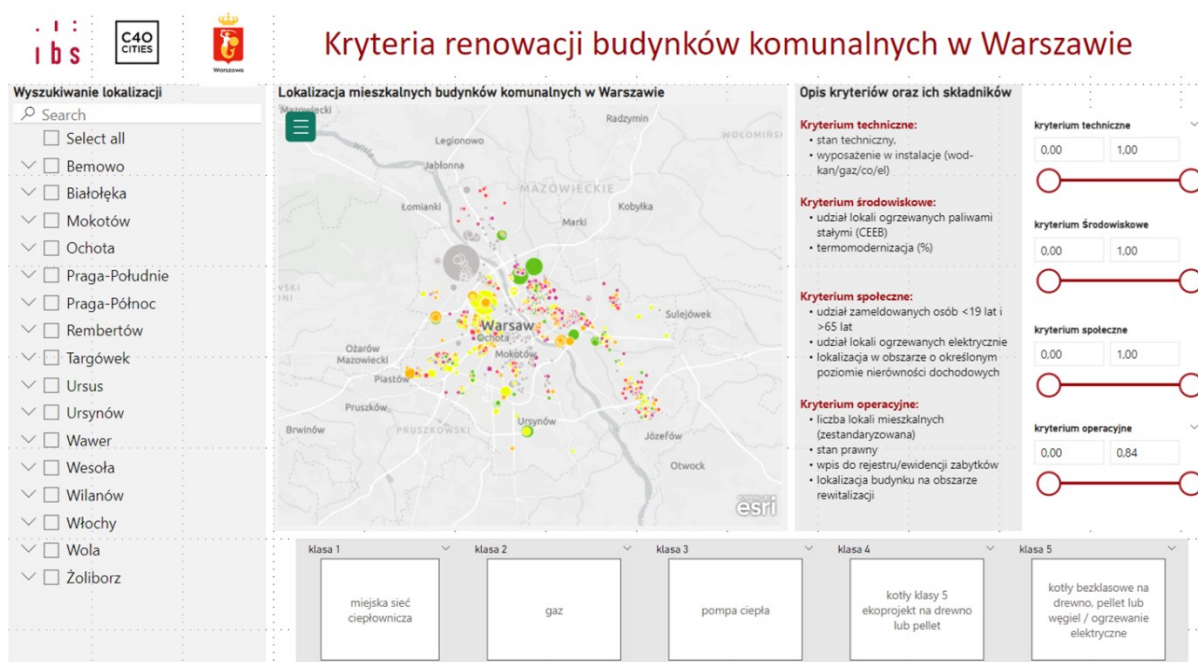 ibs
C40
CITIES
Warszawa
Kryteria renowacji budynków komunalnych w Warszawie
Wyszukiwanie lokalizacji
Search
Select all
Bemowo
Białołęka
Mokotów
Ochota
Praga-Południe
Praga-Północ
Rembertów
Targówek
Ursus
Ursynów
Wawer
Wesoła
Wilanów
Włochy
Wola
Żoliborz
Lokalizacja mieszkalnych budynków komunalnych w Warszawie
Mazowiecki
Radzymin
WOŁOMIŃSKI
Legionowo
Wisła
Jabłonna
MAZOWIECKIE
Łomianki
Kobyłka
Marki
Sulejówek
Warsaw
Ochota
Mokotów
Ożarów
Mazowiecki
Piastów
Pruszków
Brwinów
PRUSZKOWSKI
Ursynów
Józefów
Otwock
esri
Opis kryteriów oraz ich składników
Kryterium techniczne:
• stan techniczny,
• wyposażenie w instalacje (wod-
kan/gaz/co/el)
Kryterium środowiskowe:
• udział lokali ogrzewanych paliwami
stałymi (CEEB)
• termomodernizacja (%)
Kryterium społeczne:
• udział zameldowanych osób <19 lat i
>65 lat
• udział lokali ogrzewanych elektrycznie
• lokalizacja w obszarze o określonym
poziomie nierówności dochodowych
Kryterium operacyjne:
• liczba lokali mieszkalnych
(zestandaryzowana)
• stan prawny
• wpis do rejestru/ewidencji zabytków
• lokalizacja budynku na obszarze
rewitalizacji
kryterium techniczne
0,00 1,00
kryterium Środowiskowe
0,00 1,00
kryterium społeczne
0,00 1,00
kryterium operacyjne
0,00 0,84
klasa 1
miejska sieć
ciepłownicza
klasa 2
gaz
klasa 3
pompa ciepła
klasa 4
kotły klasy 5
ekoprojekt na drewno
lub pellet
klasa 5
kotły bezklasowe na
drewno, pellet lub
węgiel / ogrzewanie
elektryczne